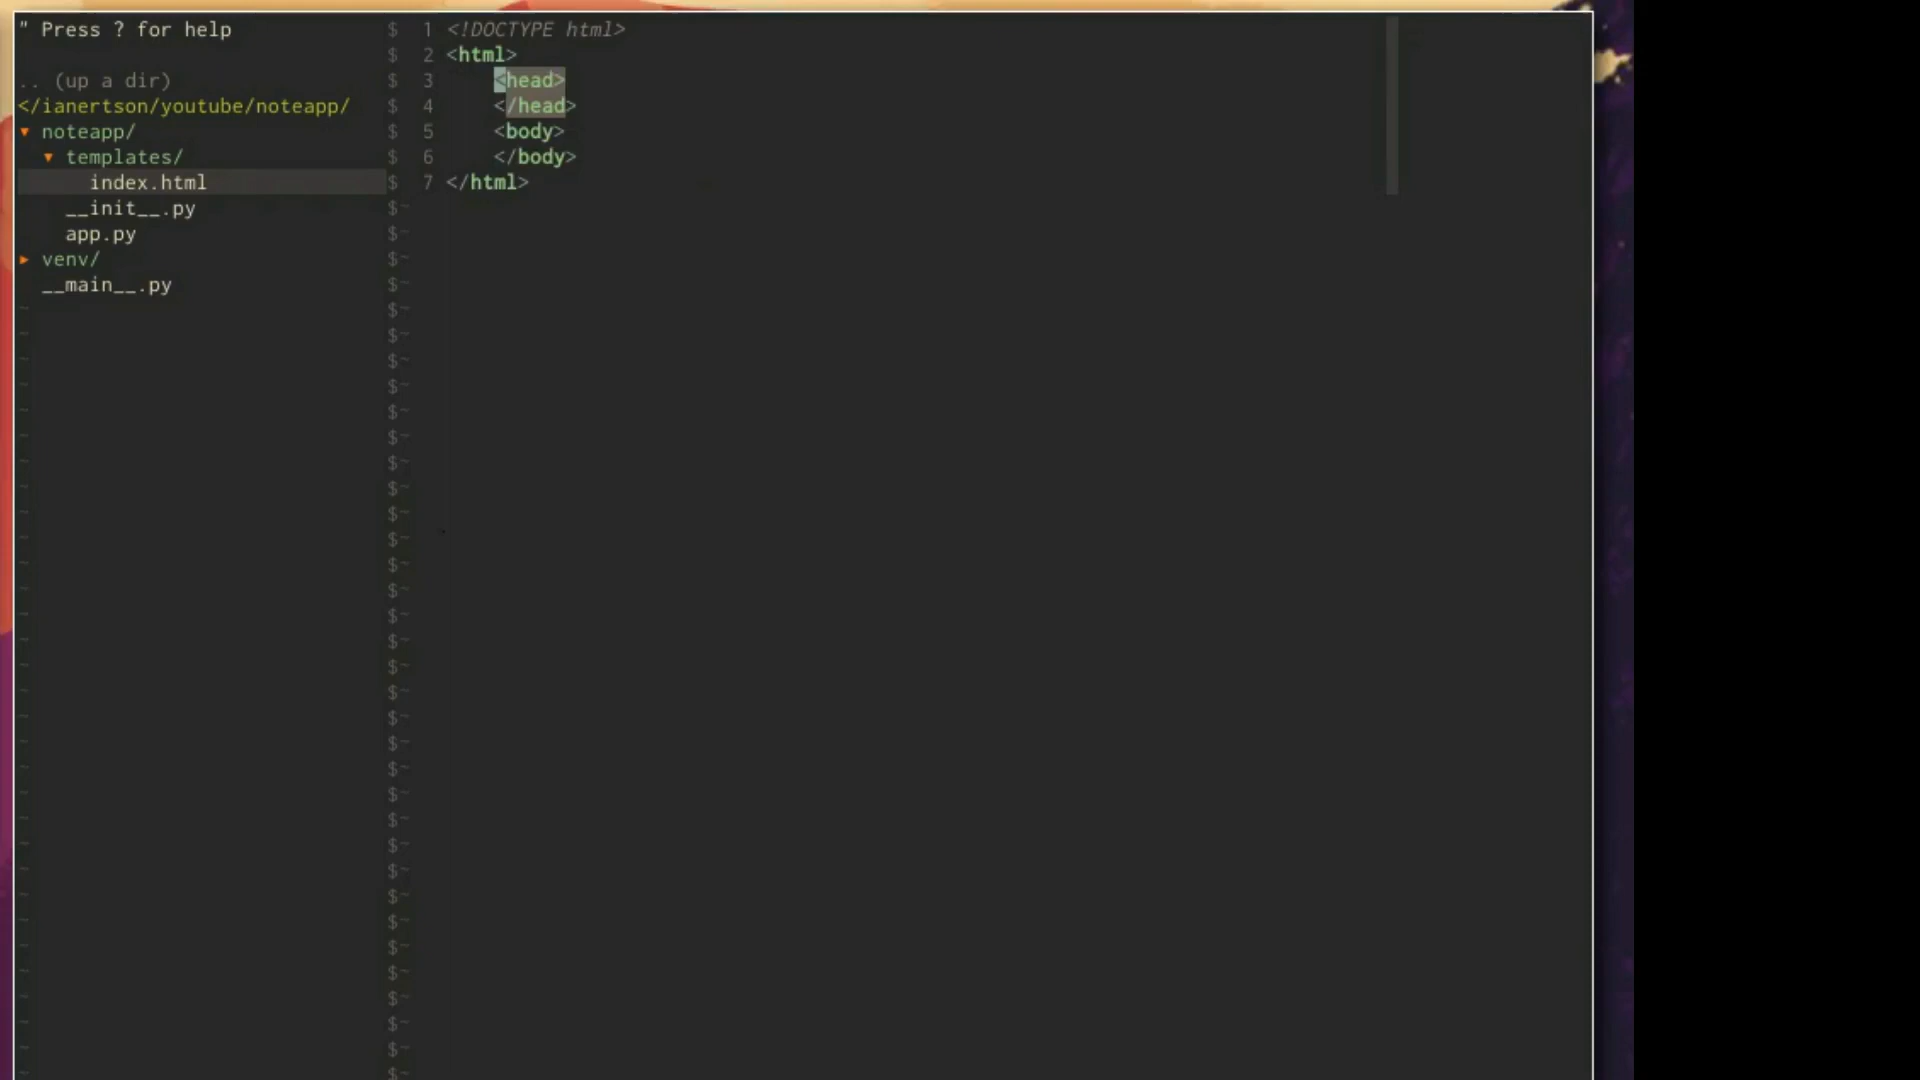 " Press ? for help
.. (up a dir)
</ianertson/youtube/noteapp/
▾ noteapp/
▾ templates/
index.html
__init__.py
app.py
▸ venv/
__main__.py
1 <!DOCTYPE html>
2 <html>
3 <head>
4 </head>
5 <body>
6 </body>
7 </html>